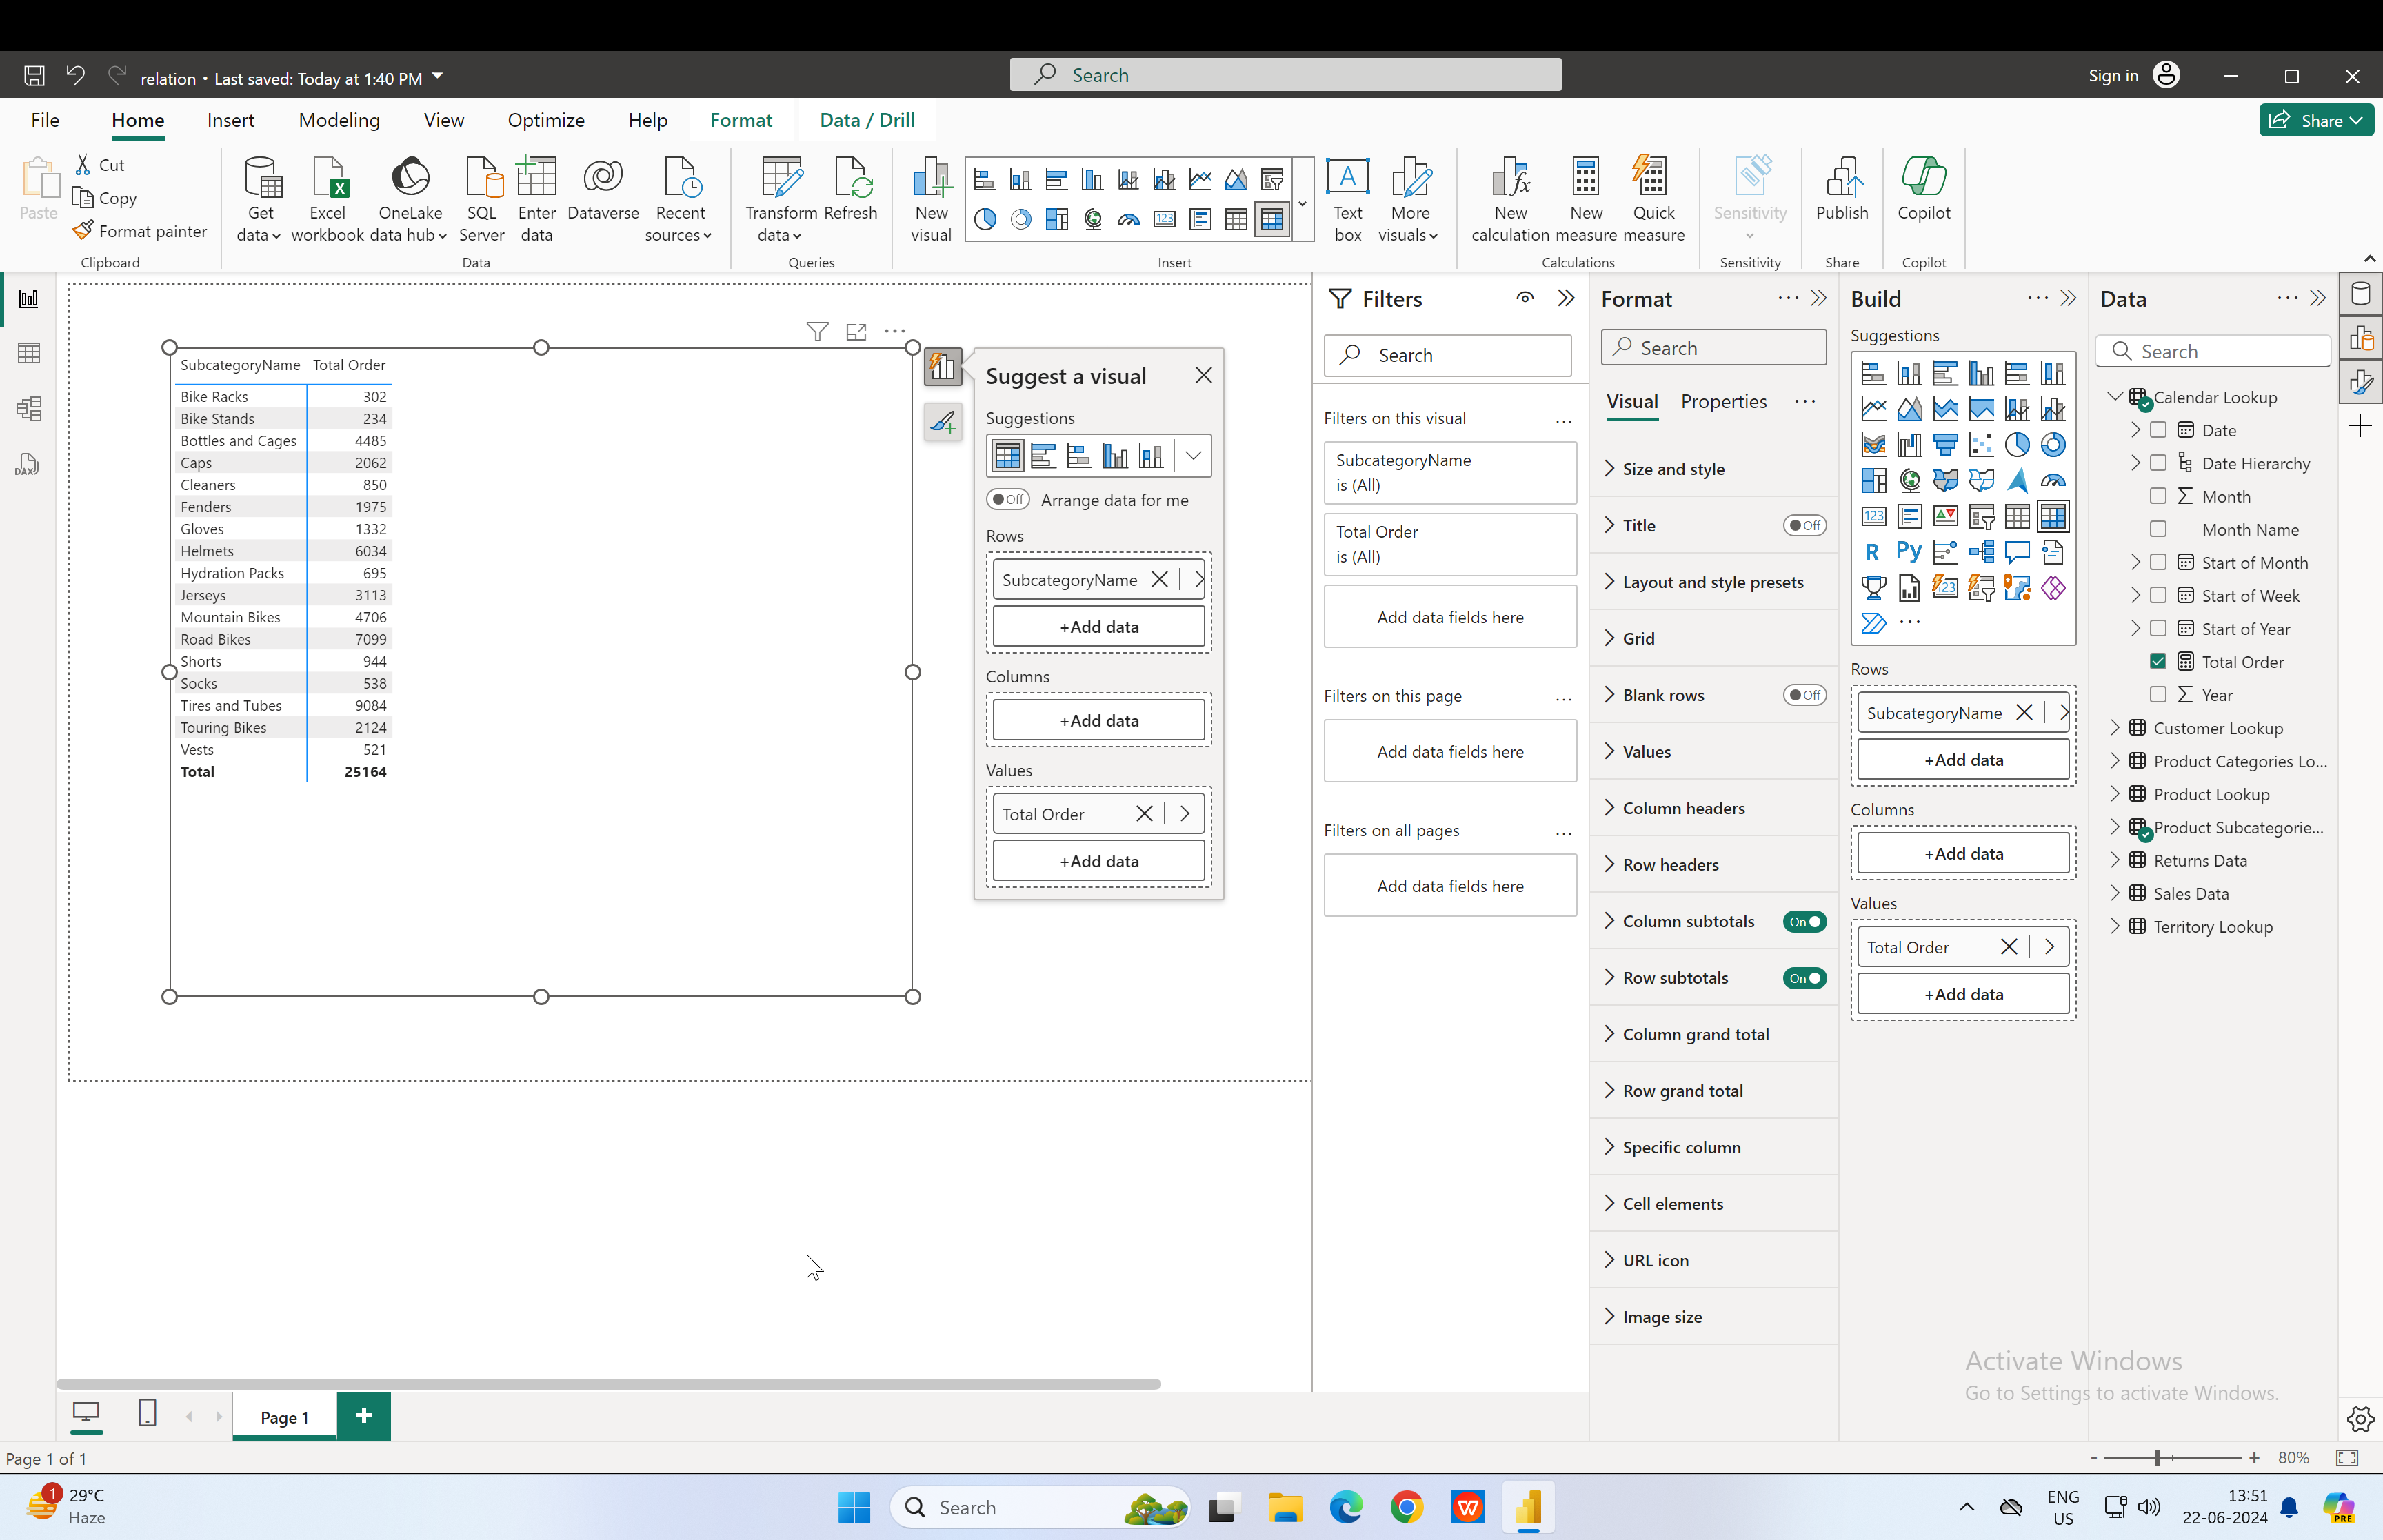 relation • Last saved: Today at 1:40 PM
Search
Sign in
File
Home
Insert
Modeling
View
Optimize
Help
Format
Data / Drill
Share
Paste
Cut
Copy
Format painter
Clipboard
Get data
Excel workbook
OneLake data hub
SQL Server
Enter data
Dataverse
Recent sources
Data
Transform data
Refresh
Queries
New visual
Insert
Text box
More visuals
New calculation
New measure
Quick measure
Calculations
Sensitivity
Sensitivity
Publish
Share
Copilot
Copilot
SubcategoryName Total Order
Bike Racks 302
Bike Stands 234
Bottles and Cages 4485
Caps 2062
Cleaners 850
Fenders 1975
Gloves 1332
Helmets 6034
Hydration Packs 695
Jerseys 3113
Mountain Bikes 4706
Road Bikes 7099
Shorts 944
Socks 538
Tires and Tubes 9084
Touring Bikes 2124
Vests 521
Total 25164
Suggest a visual
Suggestions
Off Arrange data for me
Rows
SubcategoryName
+Add data
Columns
+Add data
Values
Total Order
+Add data
Filters
Search
Filters on this visual ...
SubcategoryName
is (All)
Total Order
is (All)
Add data fields here
Filters on this page ...
Add data fields here
Filters on all pages ...
Add data fields here
Format
Search
Visual
Properties
Size and style
Title Off
Layout and style presets
Grid
Blank rows Off
Values
Column headers
Row headers
Column subtotals On
Row subtotals On
Column grand total
Row grand total
Specific column
Cell elements
URL icon
Image size
Build
Suggestions
123
R
Py
123
Rows
SubcategoryName
+Add data
Columns
+Add data
Values
Total Order
+Add data
Data
Search
Calendar Lookup
Date
Date Hierarchy
Month
Month Name
Start of Month
Start of Week
Start of Year
Total Order
Year
Customer Lookup
Product Categories Lo...
Product Lookup
Product Subcategorie...
Returns Data
Sales Data
Territory Lookup
DAX
Activate Windows
Go to Settings to activate Windows.
Page 1
Page 1 of 1
- + 80%
1
29°C
Haze
Search
ENG
US
13:51
22-06-2024
PRE